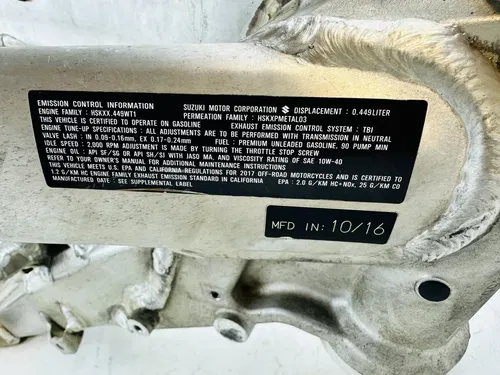 EMISSION CONTROL INFORMATION SUZUKI MOTOR CORPORATION SUZUKI DISPLACEMENT : 0.449LITER
ENGINE FAMILY : HSKXX.449WT1 PERMEATION FAMILY : HSKXPMETAL03
THIS VEHICLE IS CERTIFIED TO OPERATE ON GASOLINE EXHAUST EMISSION CONTROL SYSTEM : TBI
ENGINE TUNE-UP SPECIFICATIONS : ALL ADJUSTMENTS ARE TO BE PERFORMED WITH TRANSMISSION IN NEUTRAL
VALVE LASH : IN 0.09-0.16mm, EX 0.17-0.24mm FUEL : PREMIUM UNLEADED GASOLINE, 90 PUMP MIN
IDLE SPEED : 2,000 RPM ADJUSTMENT IS MADE BY TURNING THE THROTTLE STOP SCREW
ENGINE OIL : API SF/SG OR API SH/SJ WITH JASO MA, AND VISCOSITY RATING OF SAE 10W-40
REFER TO YOUR OWNER'S MANUAL FOR ADDITIONAL MAINTENANCE INSTRUCTIONS
THIS VEHICLE MEETS U.S. EPA AND CALIFORNIA REGULATIONS FOR 2017 OFF-ROAD MOTORCYCLES AND IS CERTIFIED TO
1.2 G/KM HC ENGINE FAMILY EXHAUST EMISSION STANDARD IN CALIFORNIA EPA : 2.0 G/KM HC+NOx, 25 G/KM CO
MANUFACTURED DATE : SEE SUPPLEMENTAL LABEL
MFD IN: 10/16